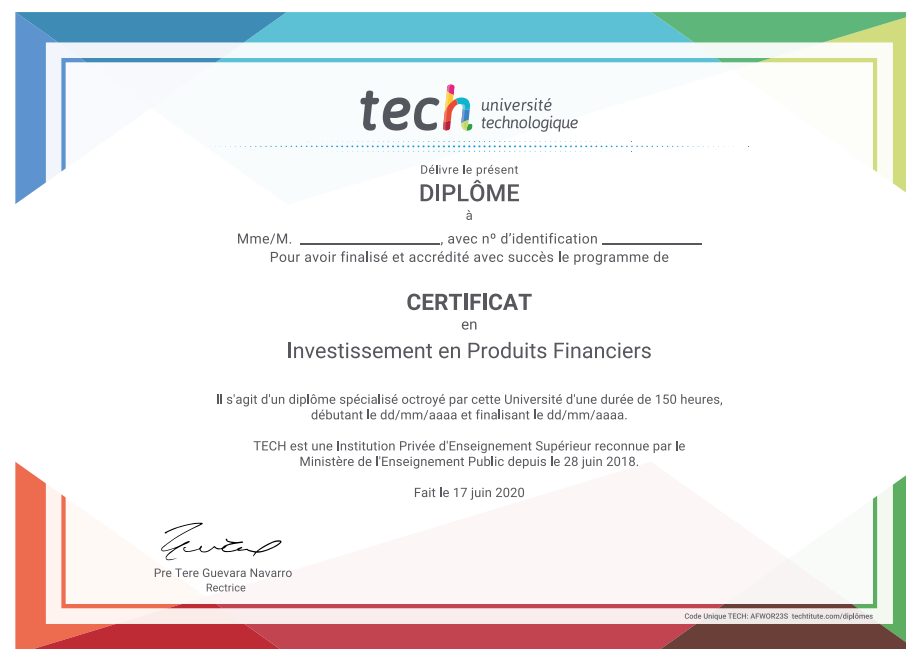 tech université
technologique
Délivre le présent
DIPLÔME
à
Mme/M. ____________________, avec nº d'identification ______________
Pour avoir finalisé et accrédité avec succès le programme de
CERTIFICAT
en
Investissement en Produits Financiers
Il s'agit d'un diplôme spécialisé octroyé par cette Université d'une durée de 150 heures,
débutant le dd/mm/aaaa et finalisant le dd/mm/aaaa.
TECH est une Institution Privée d'Enseignement Supérieur reconnue par le
Ministère de l'Enseignement Public depuis le 28 juin 2018.
Fait le 17 juin 2020
Pre Tere Guevara Navarro
Rectrice
Code Unique TECH: AFWOR23S techtitute.com/diplômes